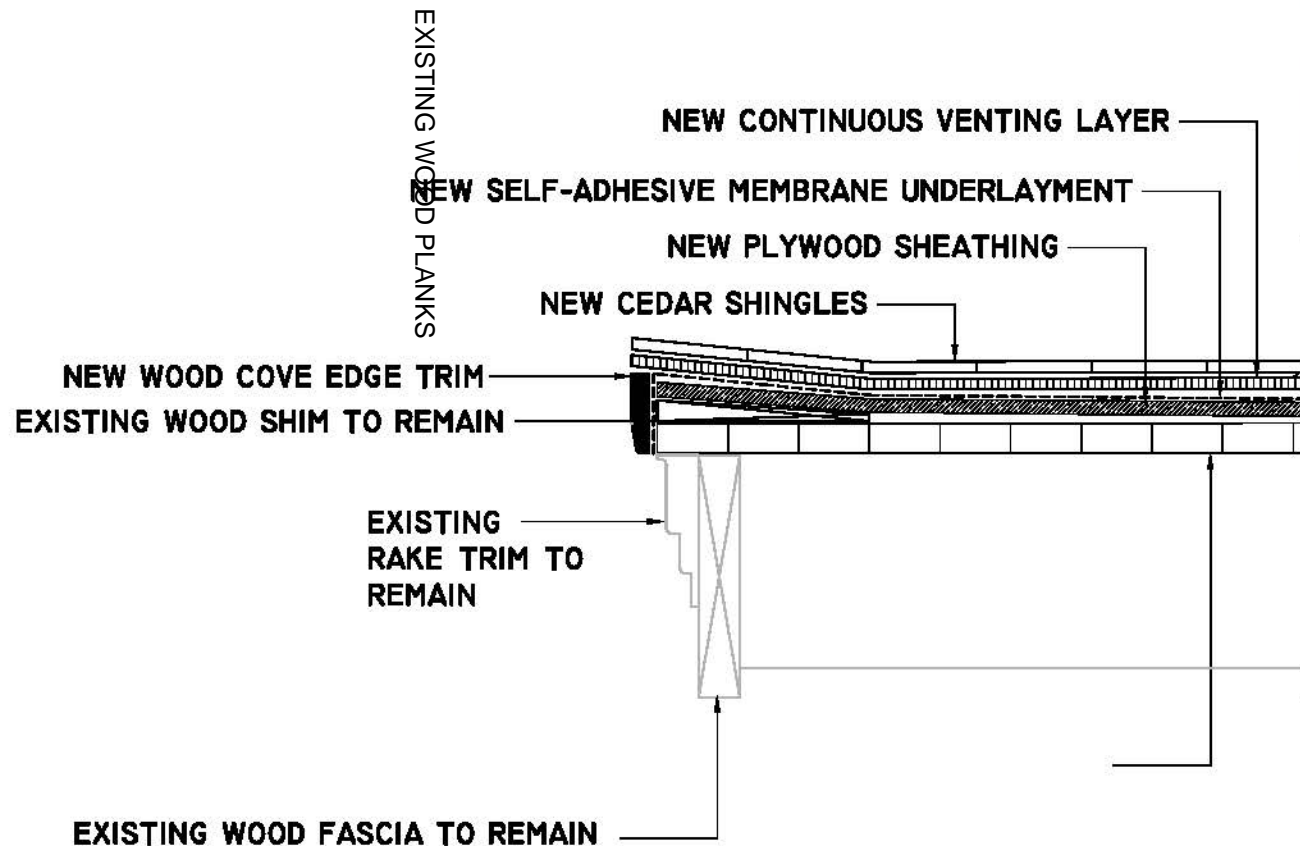 EXISTING WOOD PLANKS
NEW CONTINUOUS VENTING LAYER
NEW SELF-ADHESIVE MEMBRANE UNDERLAYMENT
NEW PLYWOOD SHEATHING
NEW CEDAR SHINGLES
NEW WOOD COVE EDGE TRIM
EXISTING WOOD SHIM TO REMAIN
EXISTING
RAKE TRIM TO
REMAIN
EXISTING WOOD FASCIA TO REMAIN